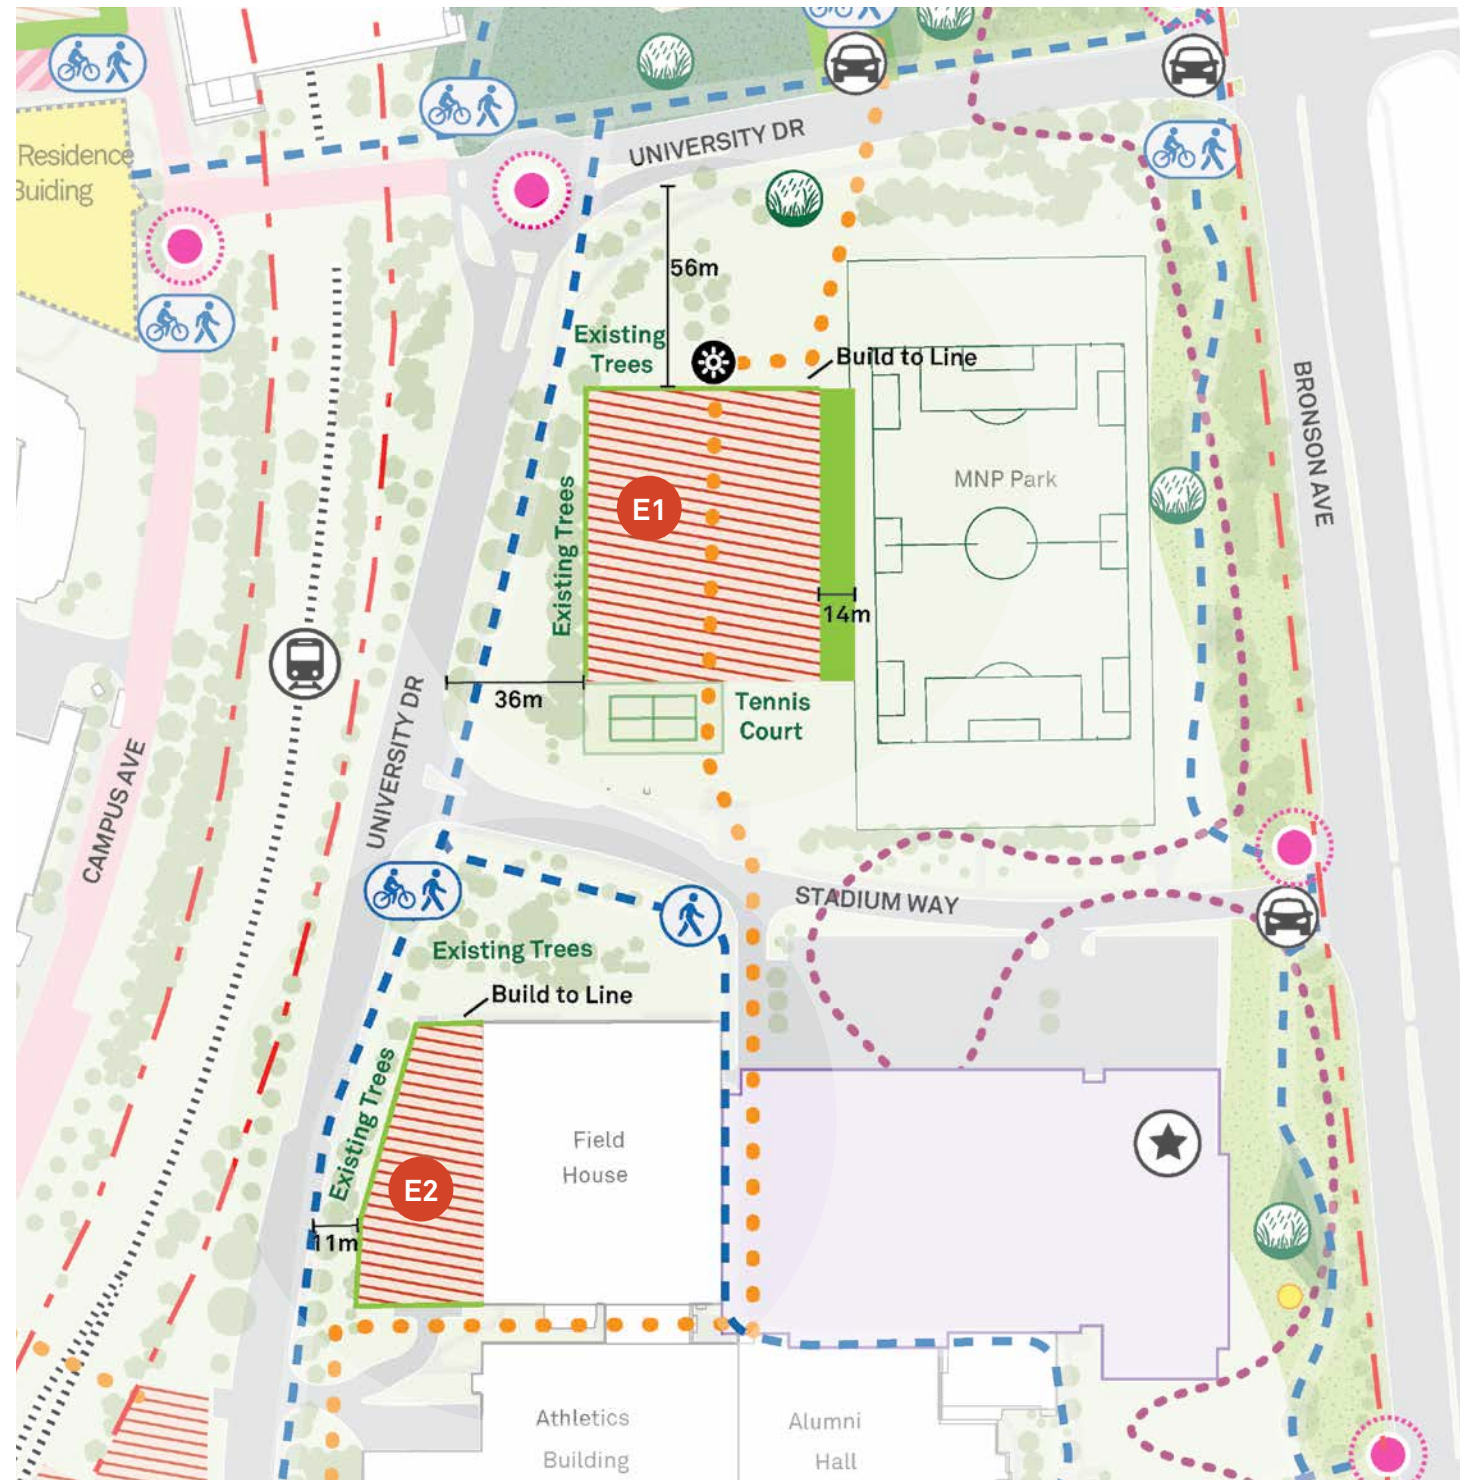 Residence
Buiding
UNIVERSITY DR
56m
Existing
Trees
Build to Line
BRONSON AVE
MNP Park
E1
Existing Trees
14m
36m
Tennis
Court
UNIVERSITY DR
CAMPUS AVE
STADIUM WAY
Existing Trees
Build to Line
Existing Trees
Field
House
E2
11m
Athletics
Building
Alumni
Hall